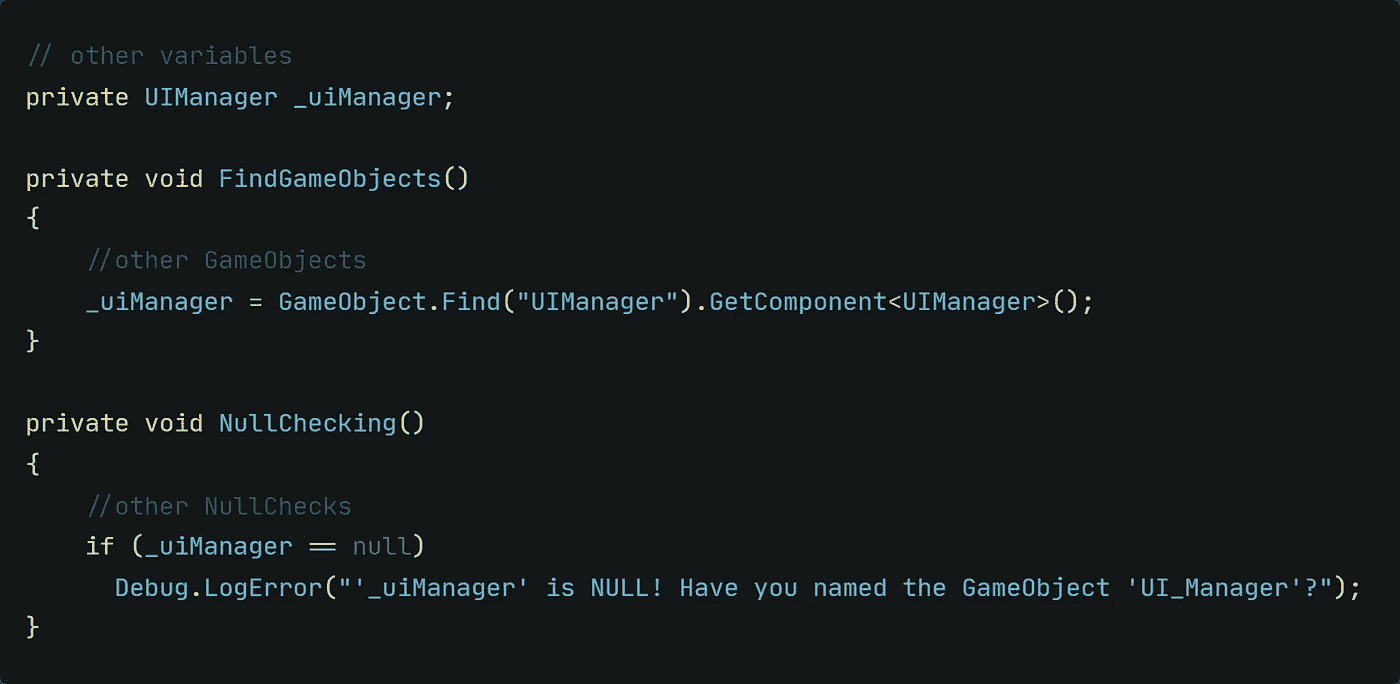 // other variables
private UIManager _uiManager;
private void FindGameObjects()
{
//other GameObjects
_uiManager = GameObject.Find("UIManager").GetComponent<UIManager>();
}
private void NullChecking()
{
//other NullChecks
if (_uiManager == null)
Debug.LogError("'_uiManager' is NULL! Have you named the GameObject 'UI_Manager'?");
}